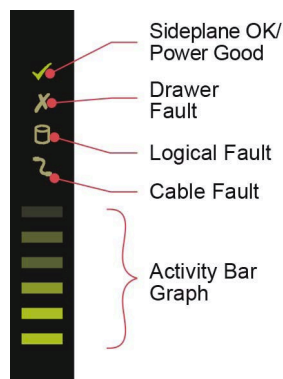 Sideplane OK/
Power Good
Drawer
Fault
Logical Fault
Cable Fault
Activity Bar
Graph